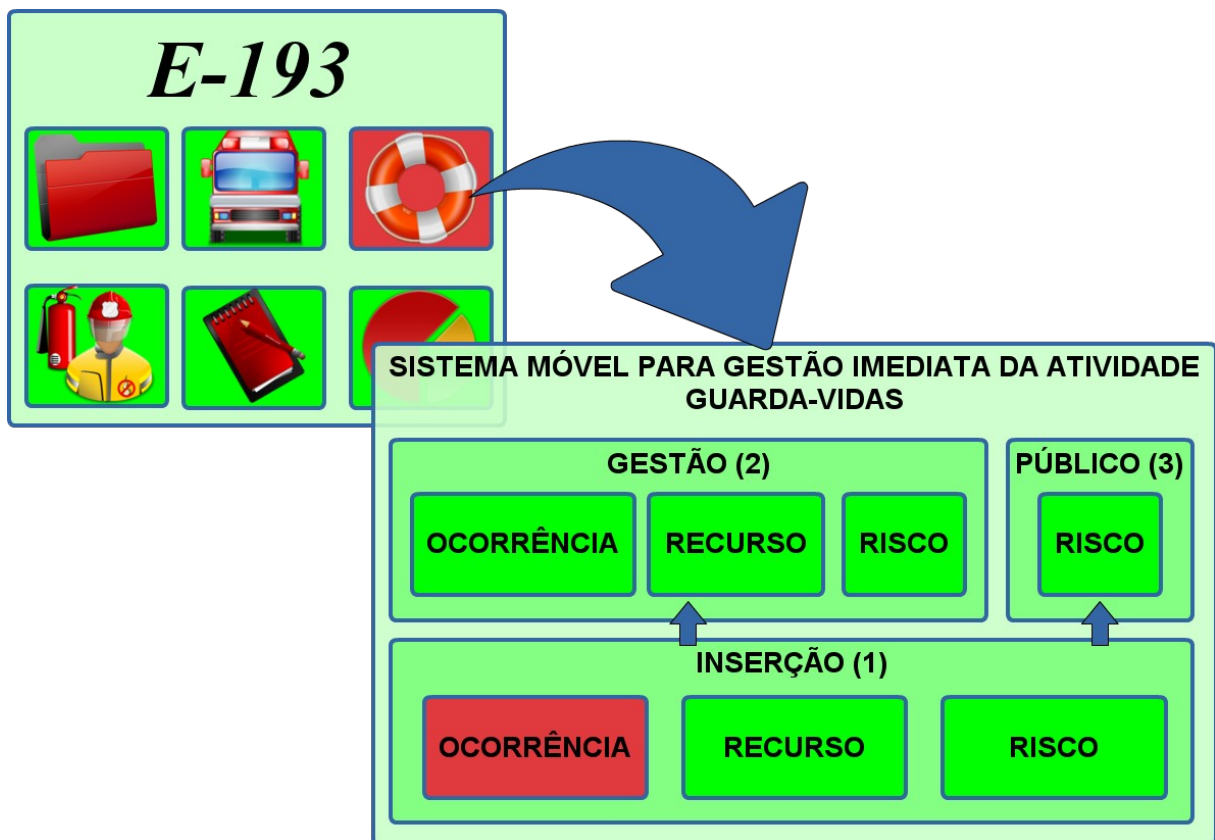 E-193
SISTEMA MÓVEL PARA GESTÃO IMEDIATA DA ATIVIDADE
GUARDA-VIDAS
GESTÃO (2)
OCORRÊNCIA
RECURSO
RISCO
PÚBLICO (3)
RISCO
INSERÇÃO (1)
OCORRÊNCIA
RECURSO
RISCO